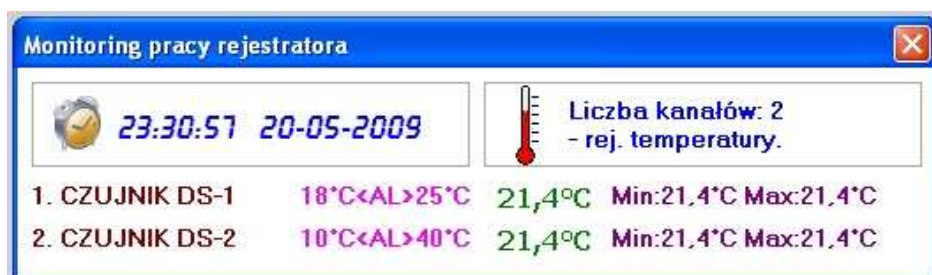 Monitoring pracy rejestratora
23:30:57 20-05-2009
Liczba kanałów: 2
- rej. temperatury.
1. CZUJNIK DS-1 18°C<AL>25°C 21,4°C Min:21,4°C Max:21,4°C
2. CZUJNIK DS-2 10°C<AL>40°C 21,4°C Min:21,4°C Max:21,4°C